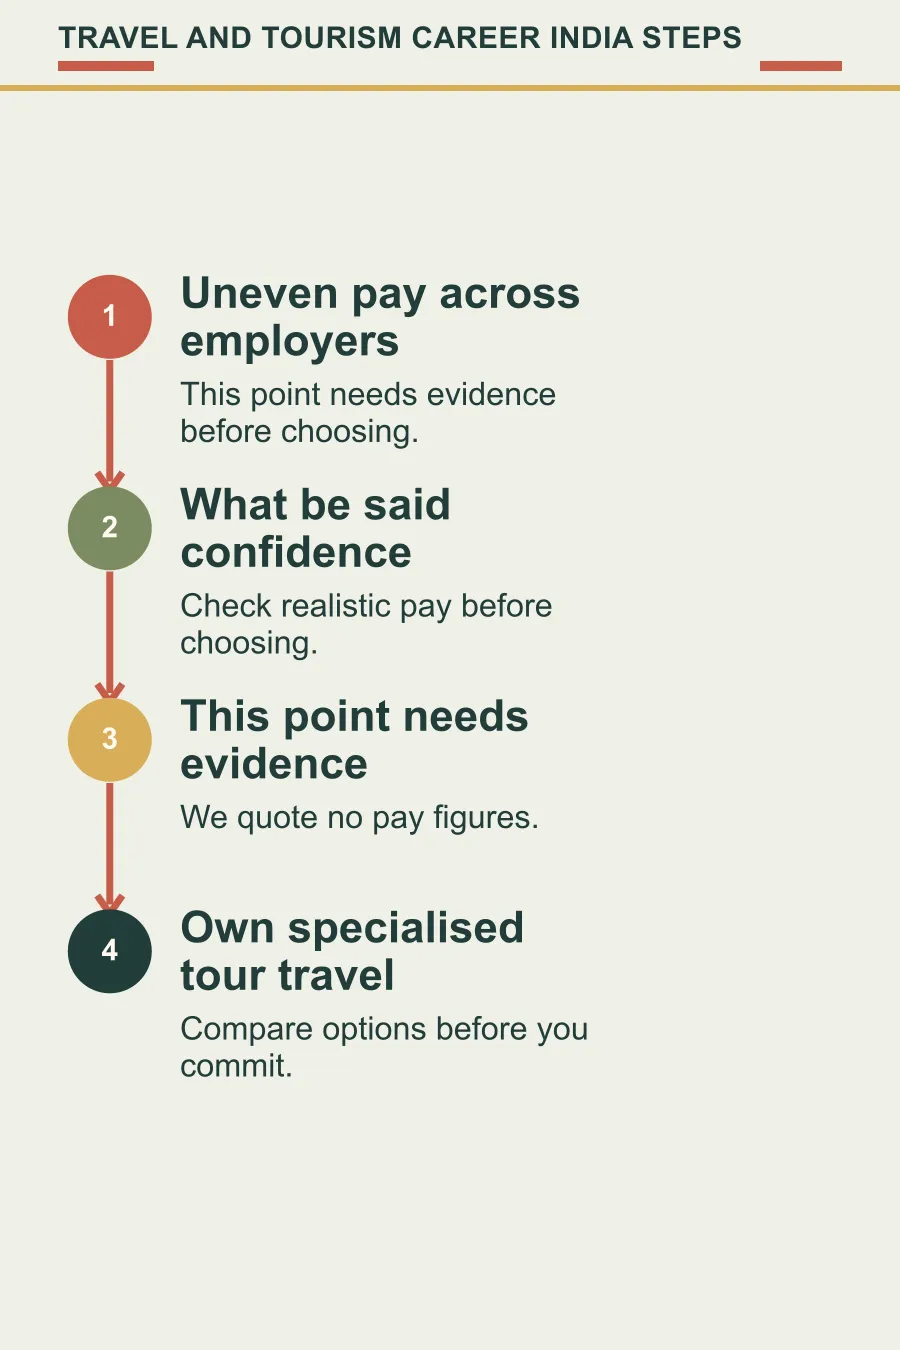 TRAVEL AND TOURISM CAREER INDIA STEPS
1
Uneven pay across
employers
This point needs evidence
before choosing.
2
What be said
confidence
Check realistic pay before
choosing.
3
This point needs
evidence
We quote no pay figures.
4
Own specialised
tour travel
Compare options before you
commit.